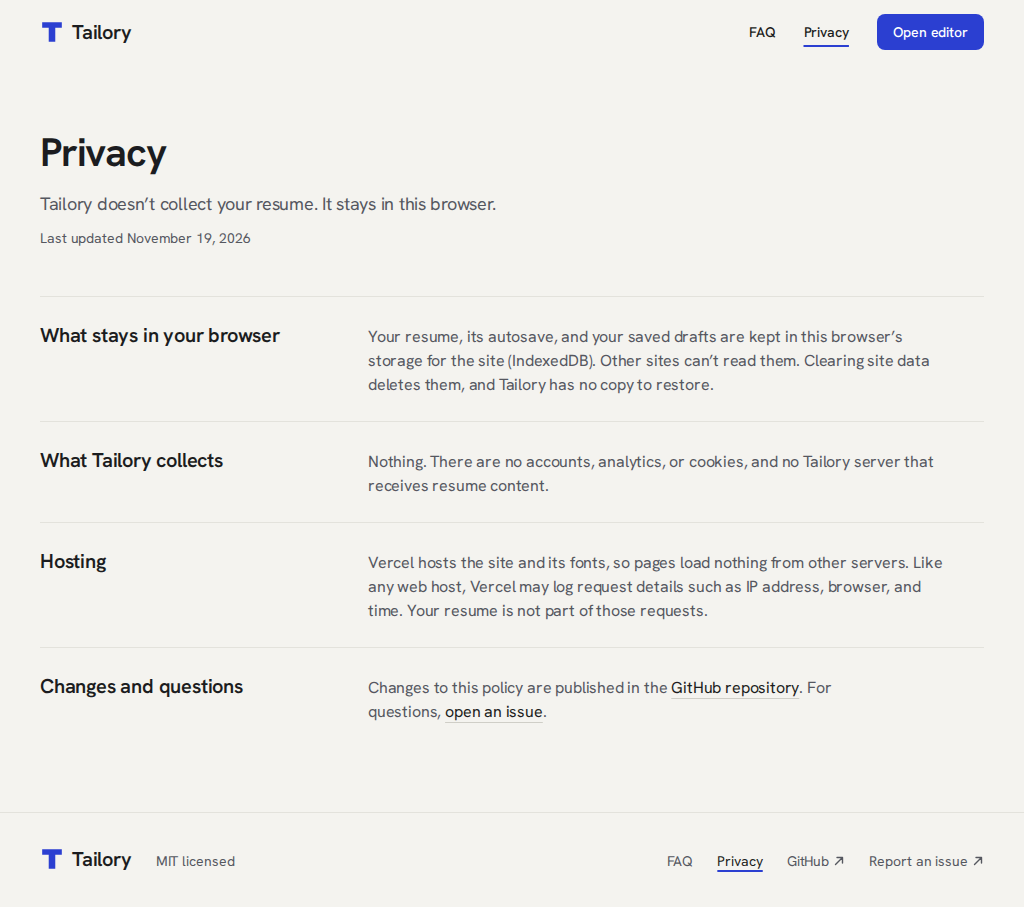 Tailory
FAQ
Privacy
Open editor
Privacy
Tailory doesn’t collect your resume. It stays in this browser.
Last updated November 19, 2026
What stays in your browser
Your resume, its autosave, and your saved drafts are kept in this browser’s
storage for the site (IndexedDB). Other sites can’t read them. Clearing site data
deletes them, and Tailory has no copy to restore.
What Tailory collects
Nothing. There are no accounts, analytics, or cookies, and no Tailory server that
receives resume content.
Hosting
Vercel hosts the site and its fonts, so pages load nothing from other servers. Like
any web host, Vercel may log request details such as IP address, browser, and
time. Your resume is not part of those requests.
Changes and questions
Changes to this policy are published in the GitHub repository. For
questions, open an issue.
Tailory
MIT licensed
FAQ
Privacy
GitHub ↗
Report an issue ↗